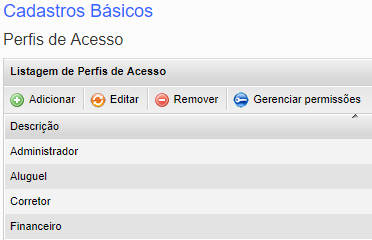 Cadastros Básicos
Perfis de Acesso
Listagem de Perfis de Acesso
Adicionar Editar Remover Gerenciar permissões
Descrição
Administrador
Aluguel
Corretor
Financeiro